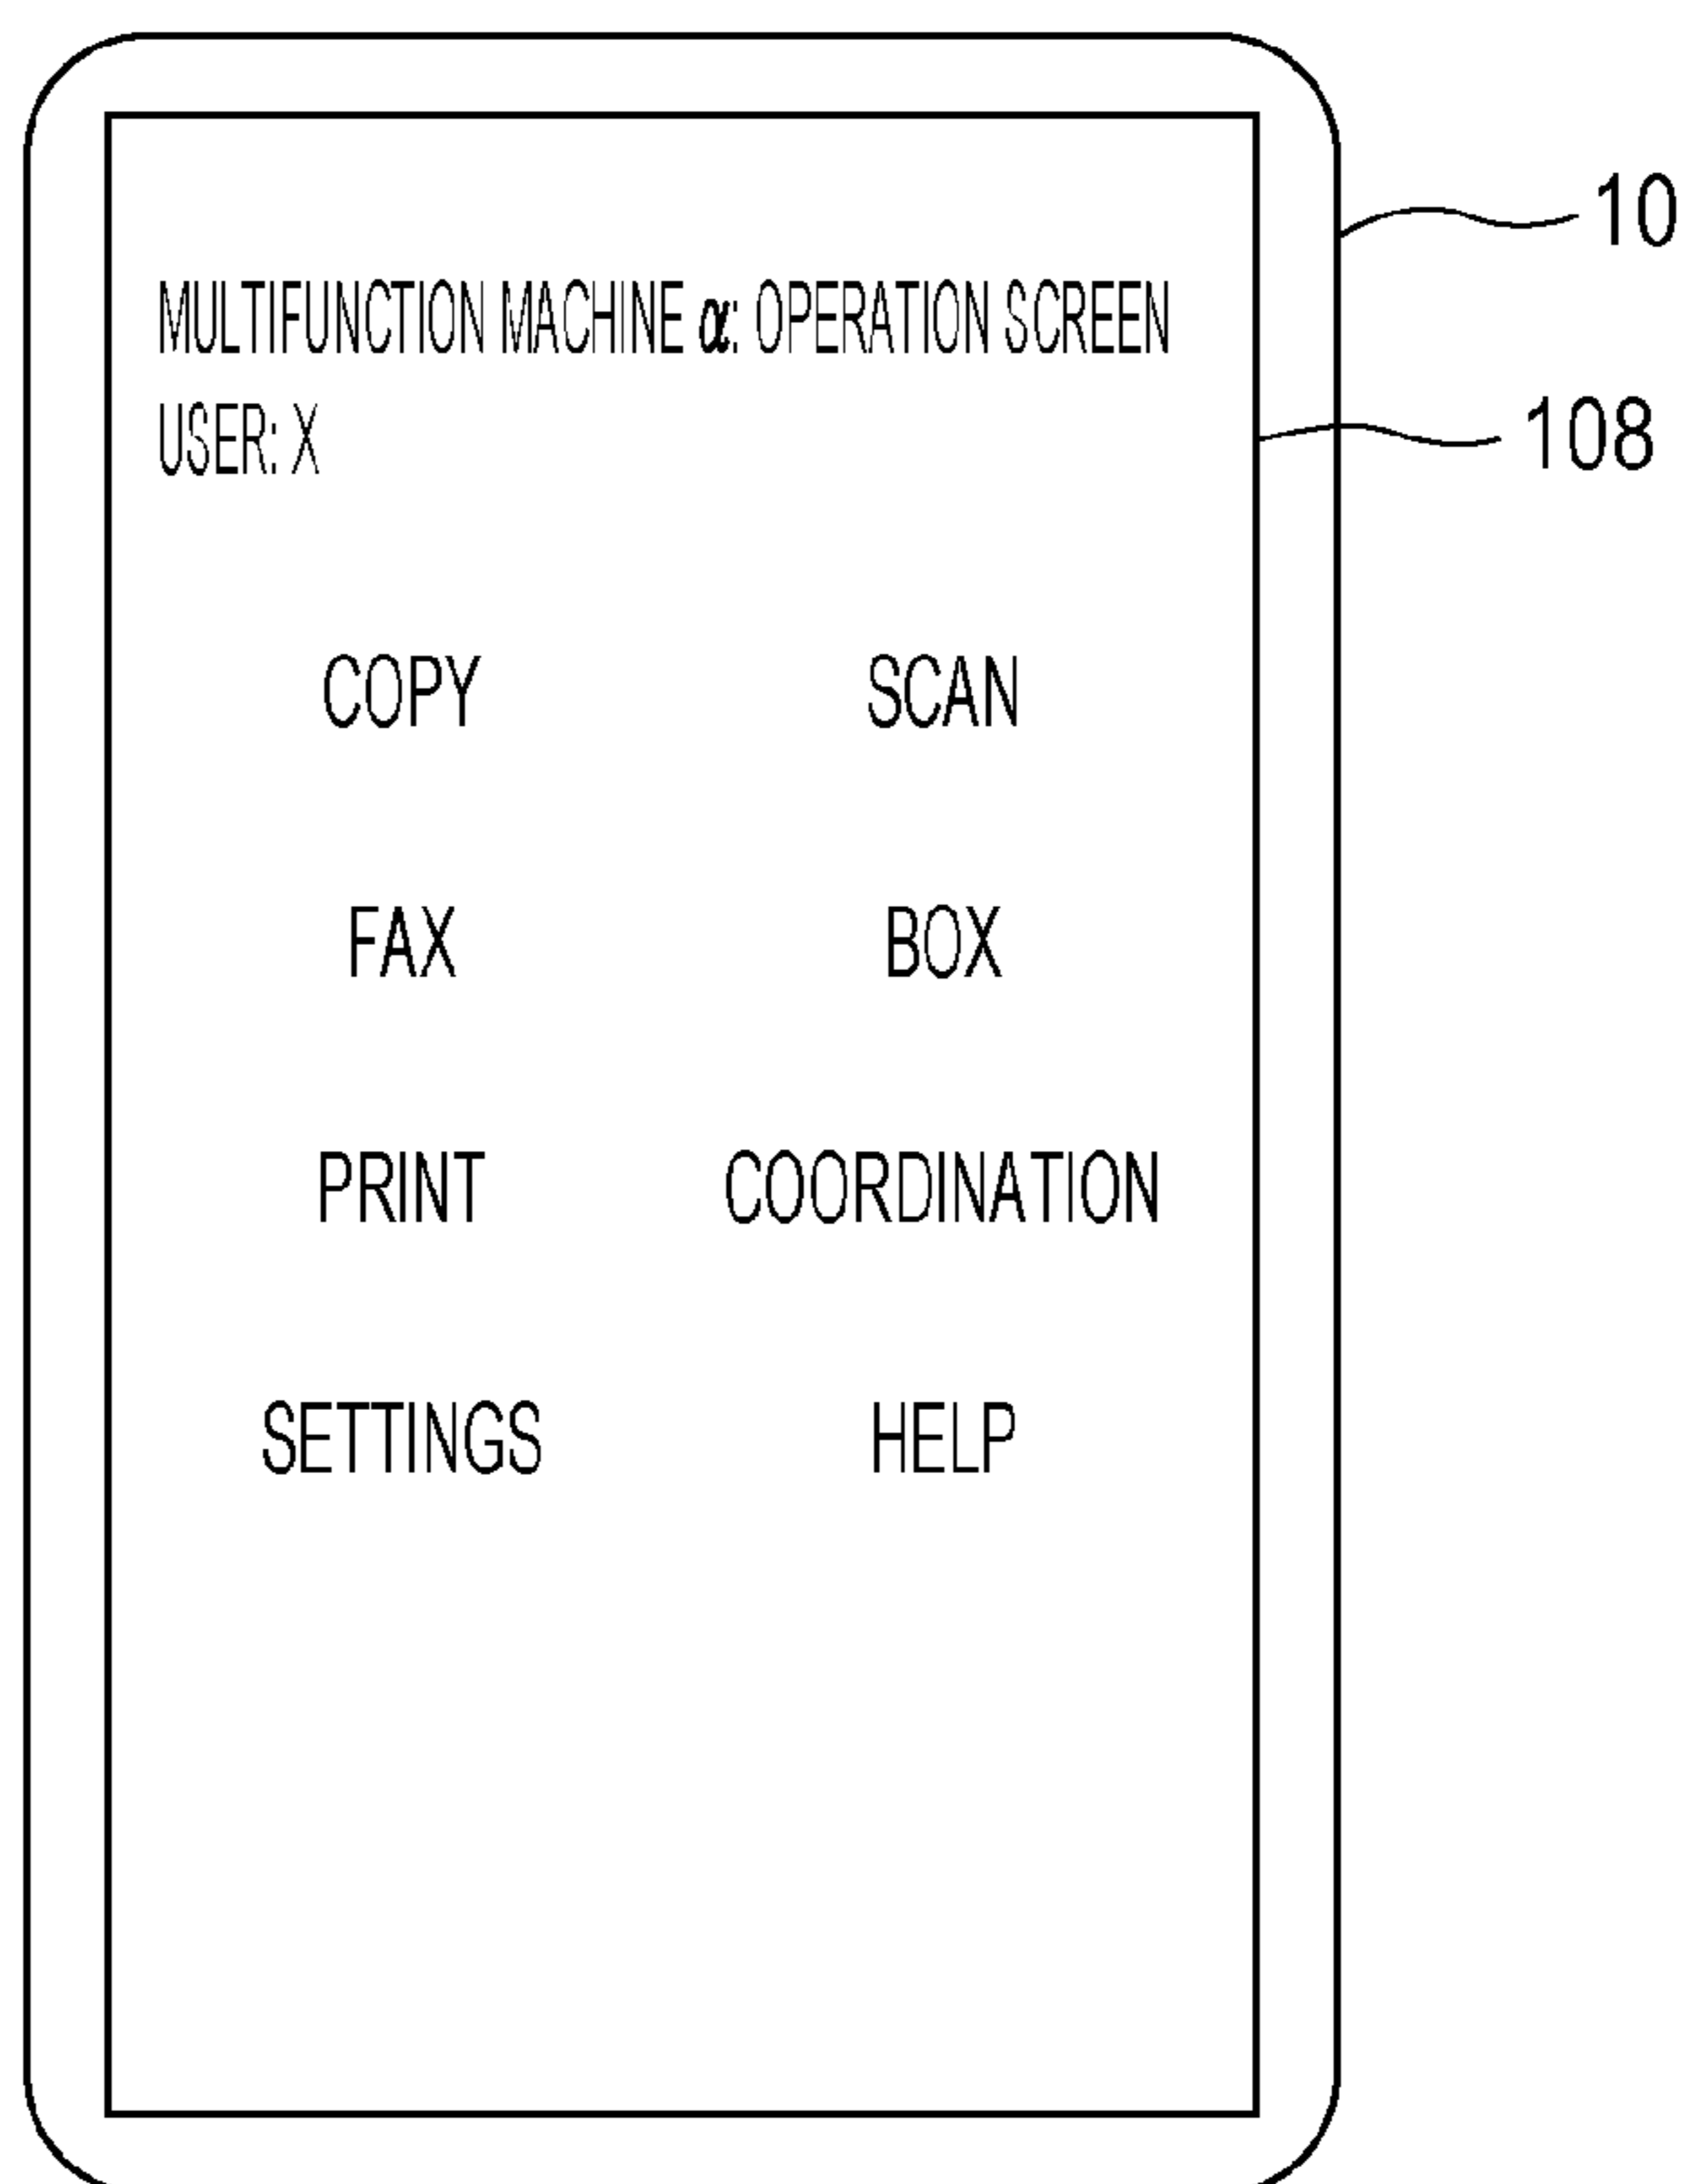 10
MULTIFUNCTION MACHINE α: OPERATION SCREEN
USER: X
108
COPY SCAN
FAX BOX
PRINT COORDINATION
SETTINGS HELP